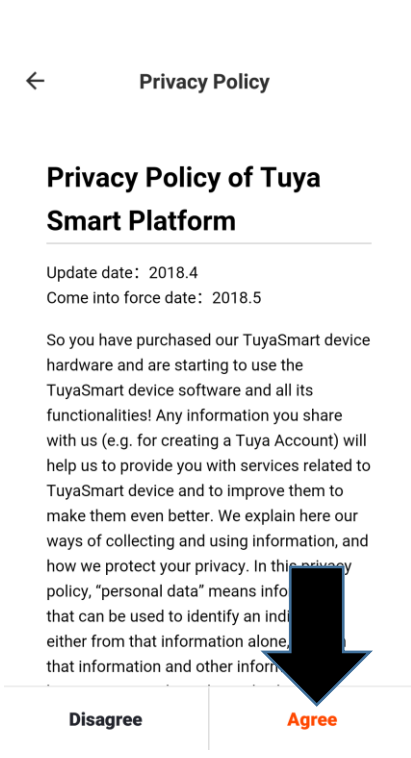 Privacy Policy
Privacy Policy of Tuya
Smart Platform
Update date：2018.4
Come into force date：2018.5
So you have purchased our TuyaSmart device
hardware and are starting to use the
TuyaSmart device software and all its
functionalities! Any information you share
with us (e.g. for creating a Tuya Account) will
help us to provide you with services related to
TuyaSmart device and to improve them to
make them even better. We explain here our
ways of collecting and using information, and
how we protect your privacy. In this privacy
policy, “personal data” means
that can be used to identify an
either from that information alone,
that information and other
Disagree
Agree